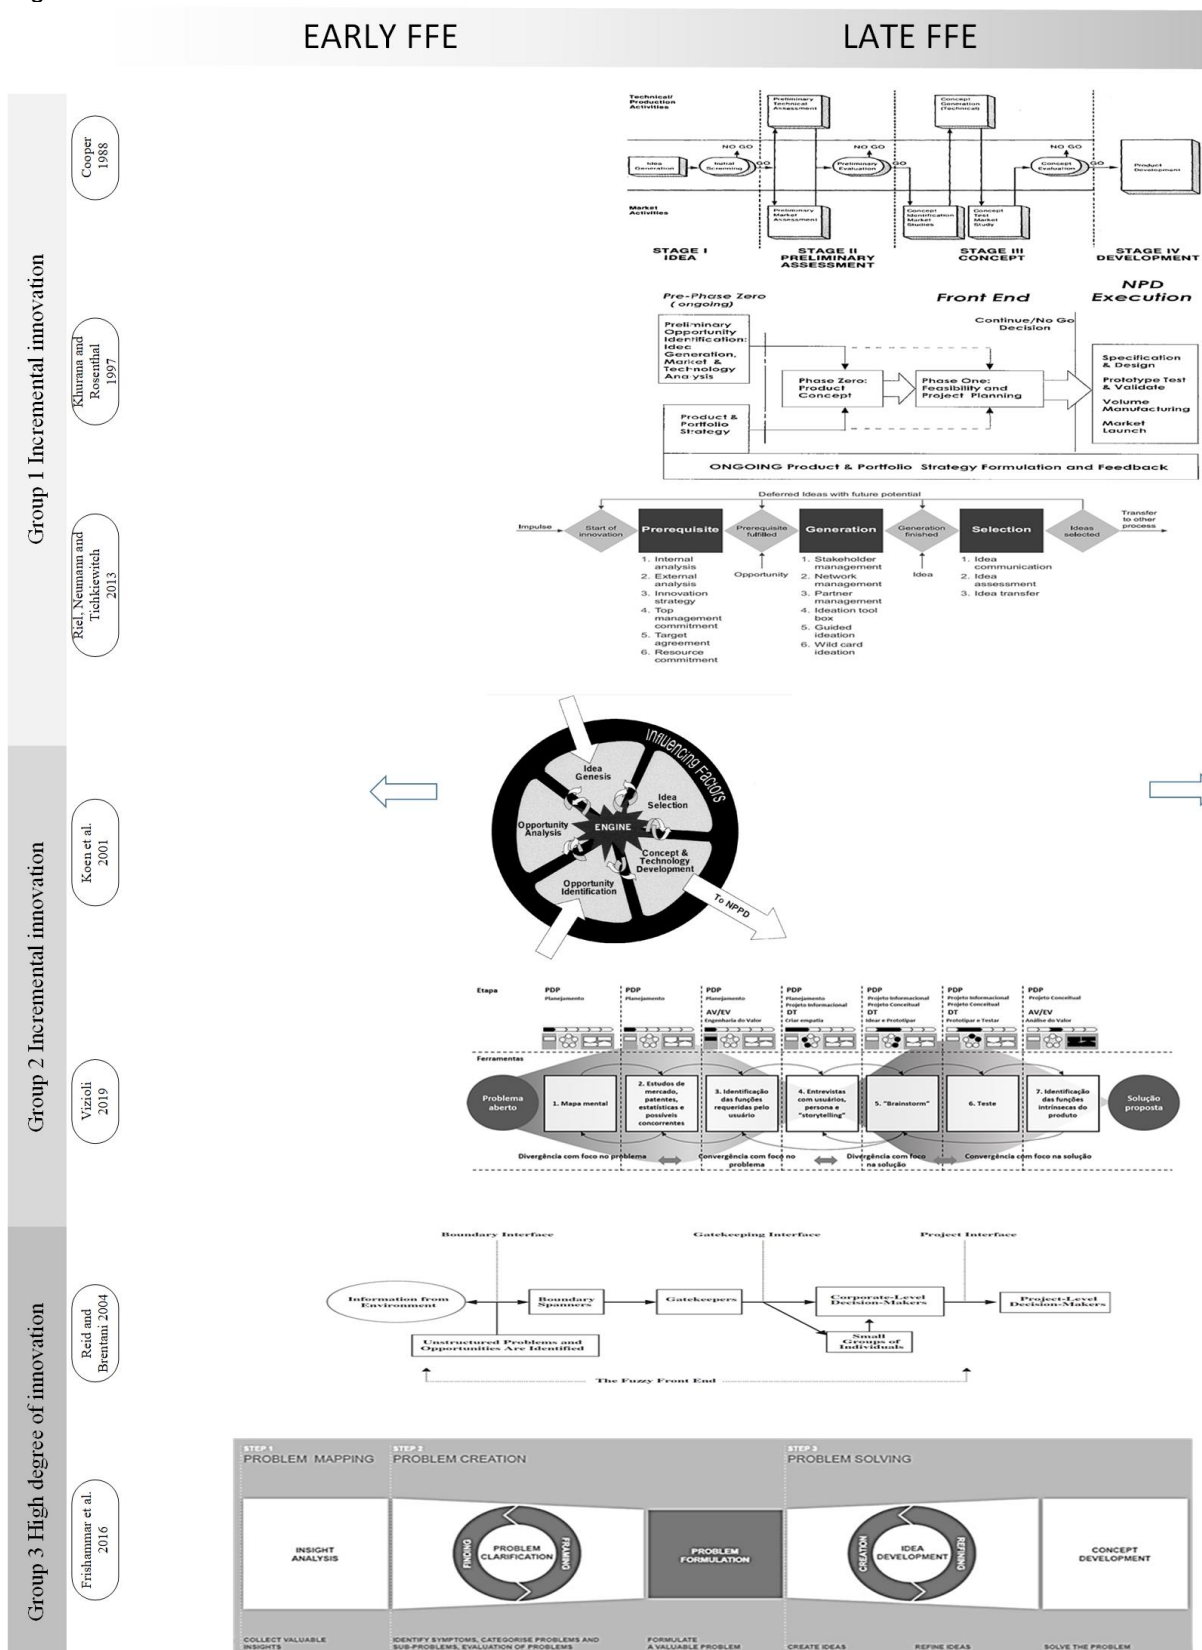 EARLY FFE
LATE FFE
Group 1 Incremental innovation
Cooper
1988
Technical/
Production
Activities
Preliminary
Technical
Assessment
Concept
Generation
(Technical)
NO GO
NO GO
NO GO
Idea
Generation
Initial
Screening
GO
Preliminary
Evaluation
GO
Concept
Evaluation
GO
Product
Development
Market
Activities
Preliminary
Market
Assessment
Concept
Identification
Market
Studies
Concept
Test
Market
Study
STAGE I
IDEA
STAGE II
PRELIMINARY
ASSESSMENT
STAGE III
CONCEPT
STAGE IV
DEVELOPMENT
Khurana and
Rosenthal
1997
Pre-Phase Zero
(ongoing)
Front End
NPD
Execution
Preliminary
Opportunity
Identification:
Idea
Generation,
Market &
Technology
Analysis
Continue/No Go
Decision
Phase Zero:
Product
Concept
Phase One:
Feasibility and
Project Planning
Specification
& Design
Prototype Test
& Validate
Volume
Manufacturing
Market
Launch
Product &
Portfolio
Strategy
ONGOING Product & Portfolio Strategy Formulation and Feedback
Riel, Neumann and
Tichkiewitch
2013
Deferred Ideas with future potential
Impulse
Start of
innovation
Prerequisite
Prerequisite
fulfilled
Generation
Generation
finished
Selection
Ideas
selected
Transfer
to other
process
1. Internal
analysis
2. External
analysis
3. Innovation
strategy
4. Top
management
commitment
5. Target
agreement
6. Resource
commitment
Opportunity
1. Stakeholder
management
2. Network
management
3. Partner
management
4. Ideation tool
box
5. Guided
ideation
6. Wild card
ideation
Idea
1. Idea
communication
2. Idea
assessment
3. Idea transfer
Group 2 Incremental innovation
Koen et al.
2001
Influencing Factors
Idea
Genesis
Idea
Selection
Opportunity
Analysis
ENGINE
Concept &
Technology
Development
Opportunity
Identification
To NPPD
Vizioli
2019
Etapa
PDP
Planejamento
PDP
Planejamento
PDP
Planejamento
AV/EV
Engenharia do Valor
PDP
Planejamento
Projeto Informacional
DT
Criar empatia
PDP
Projeto Informacional
Projeto Conceitual
DT
Idear e Prototipar
PDP
Projeto Informacional
Projeto Conceitual
DT
Prototipar e Testar
PDP
Projeto Conceitual
AV/EV
Análise do Valor
Ferramentas
Problema
aberto
1. Mapa mental
2. Estudos de
mercado,
patentes,
estatísticas e
possíveis
concorrentes
3. Identificação
das funções
requeridas pelo
usuário
4. Entrevistas
com usuários,
persona e
"storytelling"
5. "Brainstorm"
6. Teste
7. Identificação
das funções
intrínsecas do
produto
Solução
proposta
Divergência com foco no problema
Convergência com foco no
problema
Divergência com foco
na solução
Convergência com foco na solução
Group 3 High degree of innovation
Reid and
Brentani 2004
Boundary Interface
Gatekeeping Interface
Project Interface
Information from
Environment
Boundary
Spanners
Gatekeepers
Corporate-Level
Decision-Makers
Project-Level
Decision-Makers
Unstructured Problems and
Opportunities Are Identified
Small
Groups of
Individuals
The Fuzzy Front End
Frishammar et al.
2016
STEP 1
PROBLEM MAPPING
STEP 2
PROBLEM CREATION
STEP 3
PROBLEM SOLVING
INSIGHT
ANALYSIS
FINDING
PROBLEM
CLARIFICATION
FRAMING
PROBLEM
FORMULATION
CREATION
IDEA
DEVELOPMENT
REFINING
CONCEPT
DEVELOPMENT
COLLECT VALUABLE
INSIGHTS
IDENTIFY SYMPTOMS, CATEGORISE PROBLEMS AND
SUB-PROBLEMS, EVALUATION OF PROBLEMS
FORMULATE
A VALUABLE PROBLEM
CREATE IDEAS
REFINE IDEAS
SOLVE THE PROBLEM